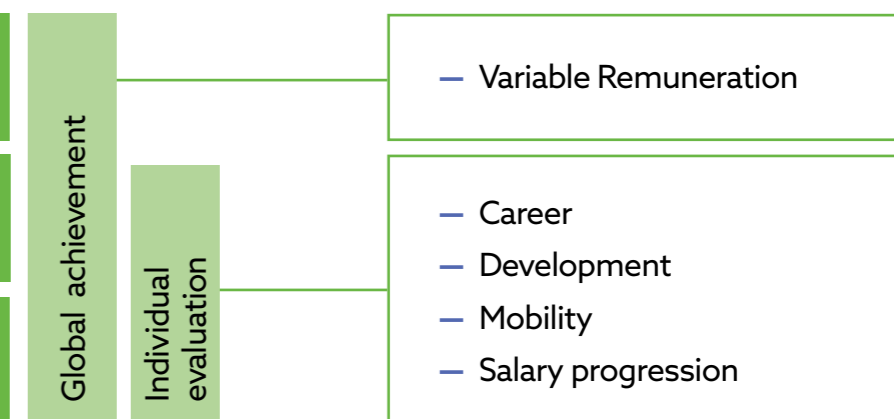 Global achievement
Individual
evaluation
– Variable Remuneration
– Career
– Development
– Mobility
– Salary progression